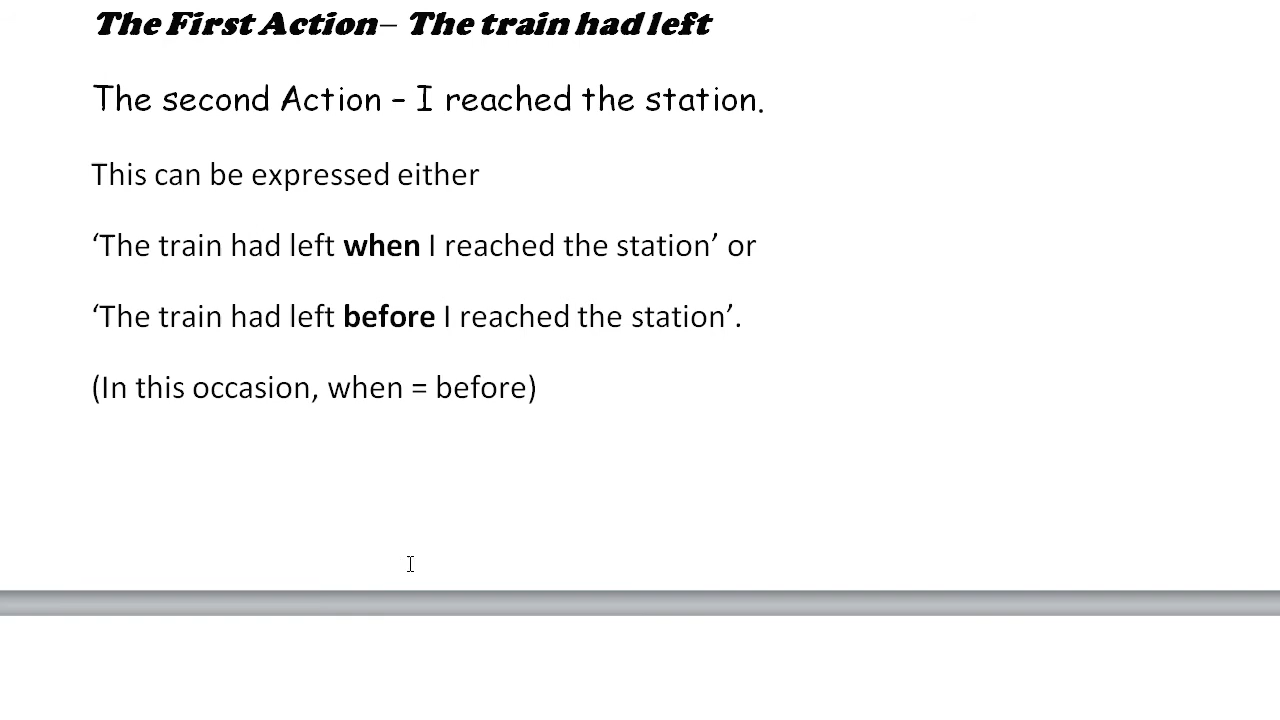 The First Action– The train had left
The second Action – I reached the station.
This can be expressed either
‘The train had left when I reached the station’ or
‘The train had left before I reached the station’.
(In this occasion, when = before)